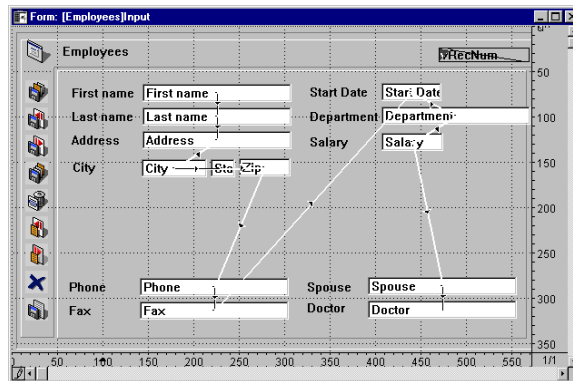 Form: [Employees]Input
Employees
vRecNum
First name First name Start Date Start Date
Last name Last name Department Department
Address Address Salary Salary
City City Sta Zip
Phone Phone Spouse Spouse
Fax Fax Doctor Doctor
50
100
150
200
250
300
350
50 100 150 200 250 300 350 400 450 500 550 1/1